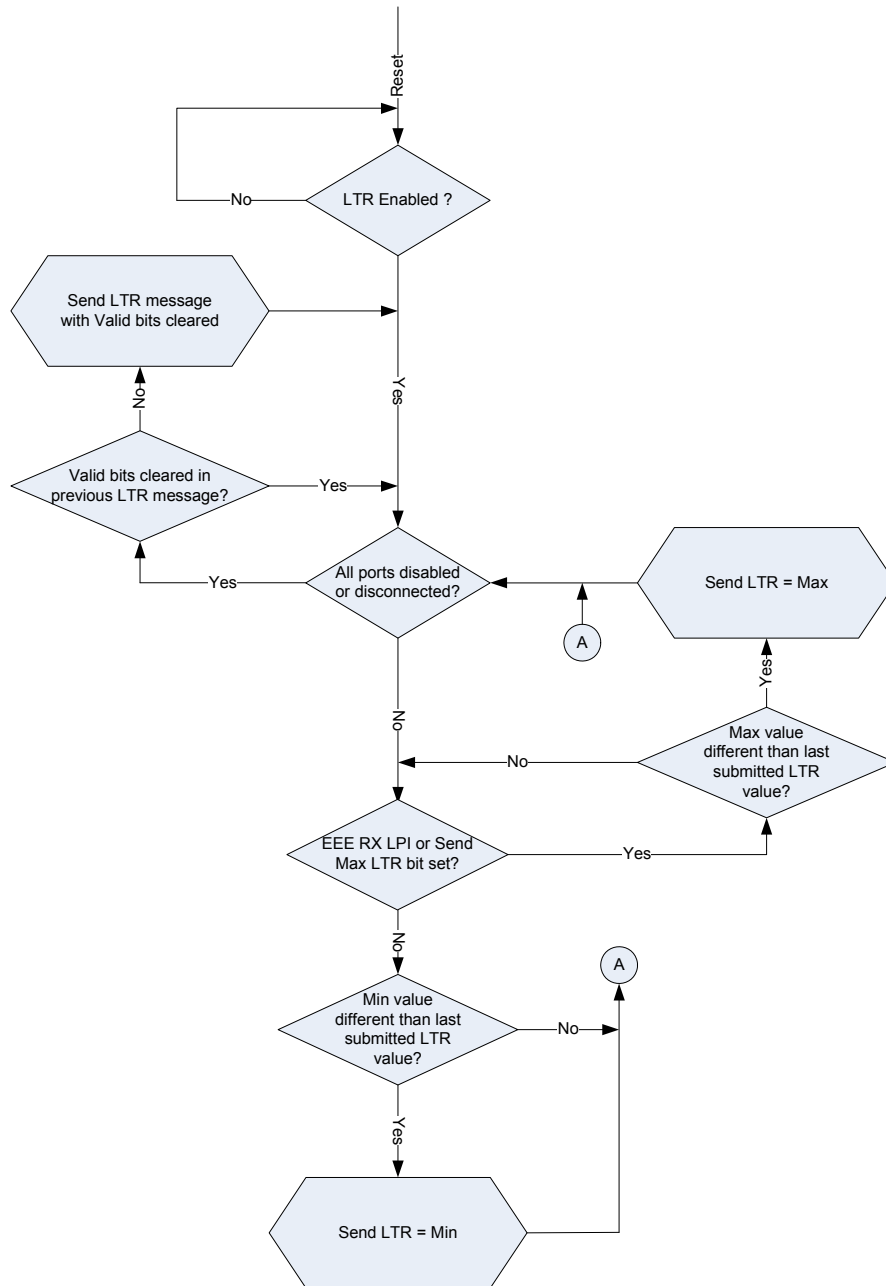 Reset
LTR Enabled ?
No
Send LTR message
with Valid bits cleared
Yes
No
Valid bits cleared in
previous LTR message?
Yes
All ports disabled
or disconnected?
Yes
Send LTR = Max
A
Yes
No
Max value
different than last
submitted LTR
value?
No
EEE RX LPI or Send
Max LTR bit set?
Yes
No
A
Min value
different than last
submitted LTR
value?
No
Yes
Send LTR = Min